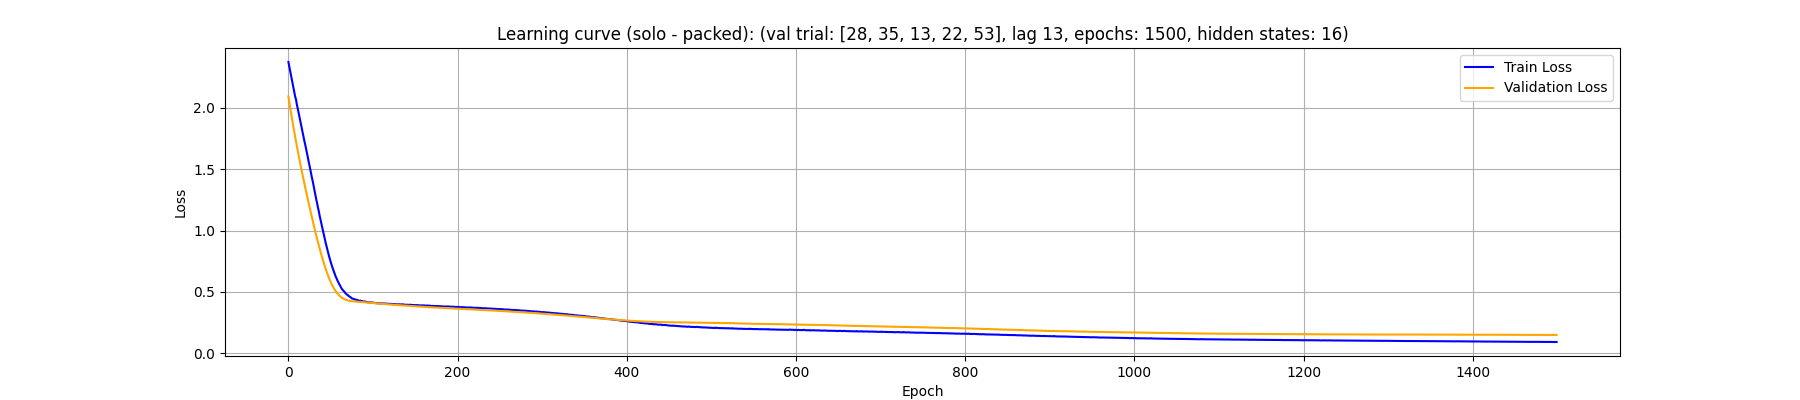 Learning curve (solo - packed): (val trial: [28, 35, 13, 22, 53], lag 13, epochs: 1500, hidden states: 16)
Train Loss
Validation Loss
2.0
1.5
1.0
0.5
0.0
Loss
0 200 400 600 800 1000 1200 1400
Epoch